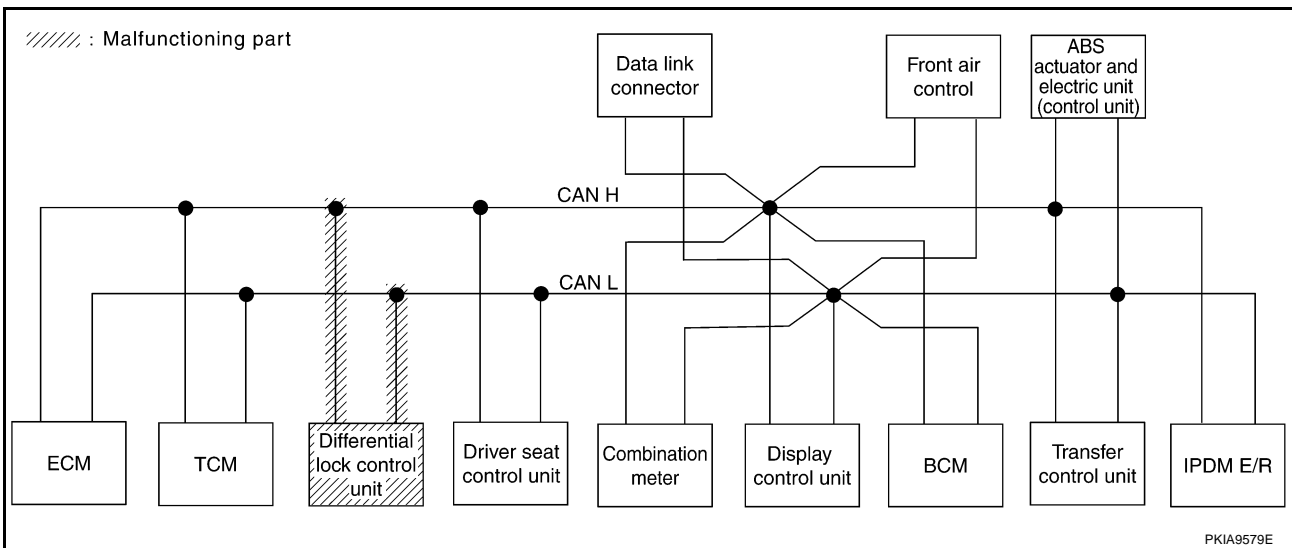 : Malfunctioning part
Data link
connector
Front air
control
ABS
actuator and
electric unit
(control unit)
CAN H
CAN L
ECM
TCM
Differential
lock control
unit
Driver seat
control unit
Combination
meter
Display
control unit
BCM
Transfer
control unit
IPDM E/R
PKIA9579E